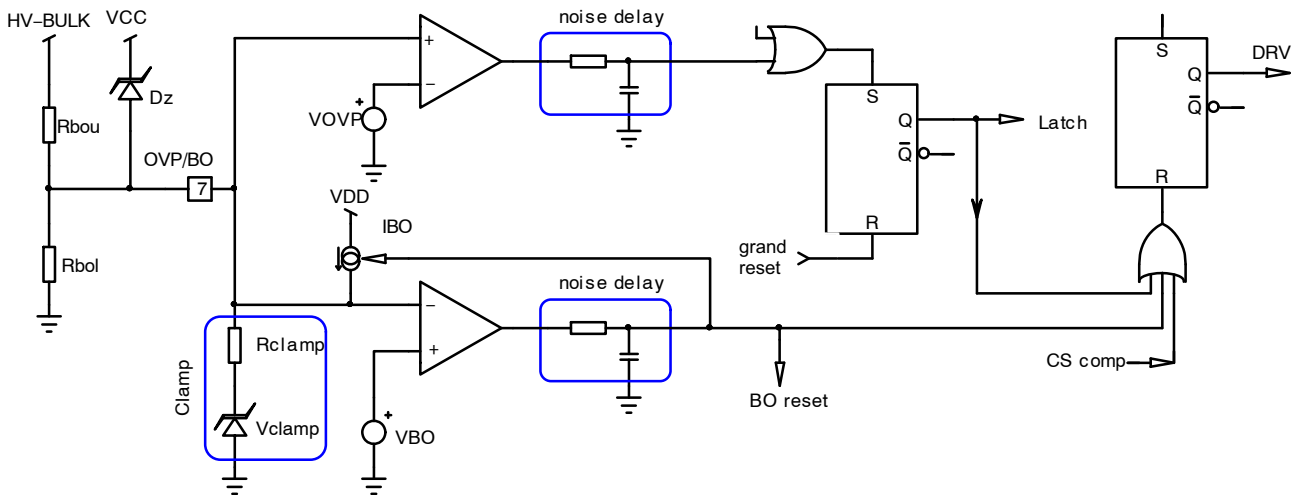 HV−BULK
VCC
noise delay
S
DRV
Q
Q
R
+
−
Dz
Rbou
VOVP
+
S
Q
Latch
Q
R
OVP/BO
7
VDD
IBO
grand
reset
noise delay
Rbol
−
+
Clamp
Rclamp
Vclamp
+
VBO
BO reset
CS comp